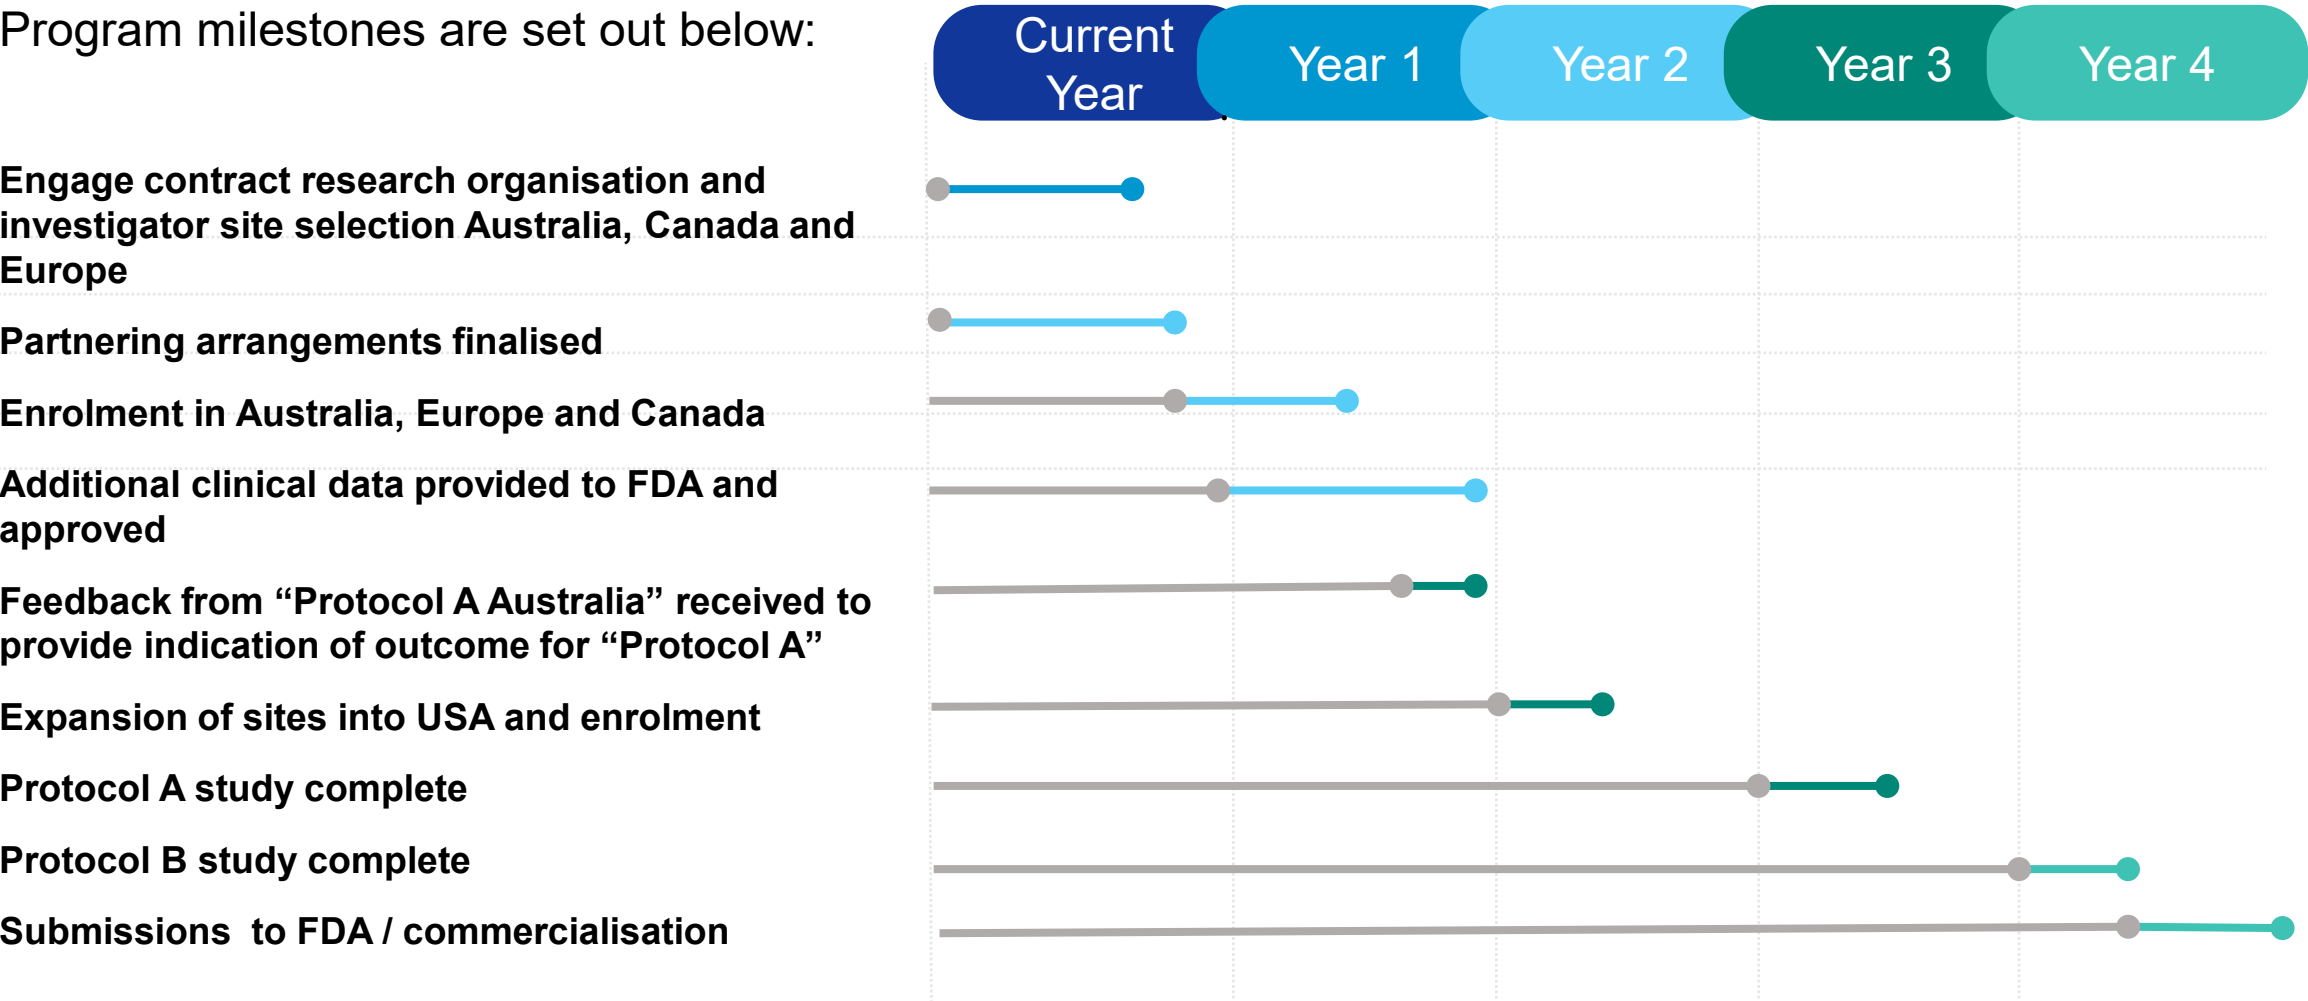 Program milestones are set out below:
Current
Year
Year 1
Year 2
Year 3
Year 4
Engage contract research organisation and
investigator site selection Australia, Canada and
Europe
Partnering arrangements finalised
Enrolment in Australia, Europe and Canada
Additional clinical data provided to FDA and
approved
Feedback from “Protocol A Australia” received to
provide indication of outcome for “Protocol A”
Expansion of sites into USA and enrolment
Protocol A study complete
Protocol B study complete
Submissions  to FDA / commercialisation